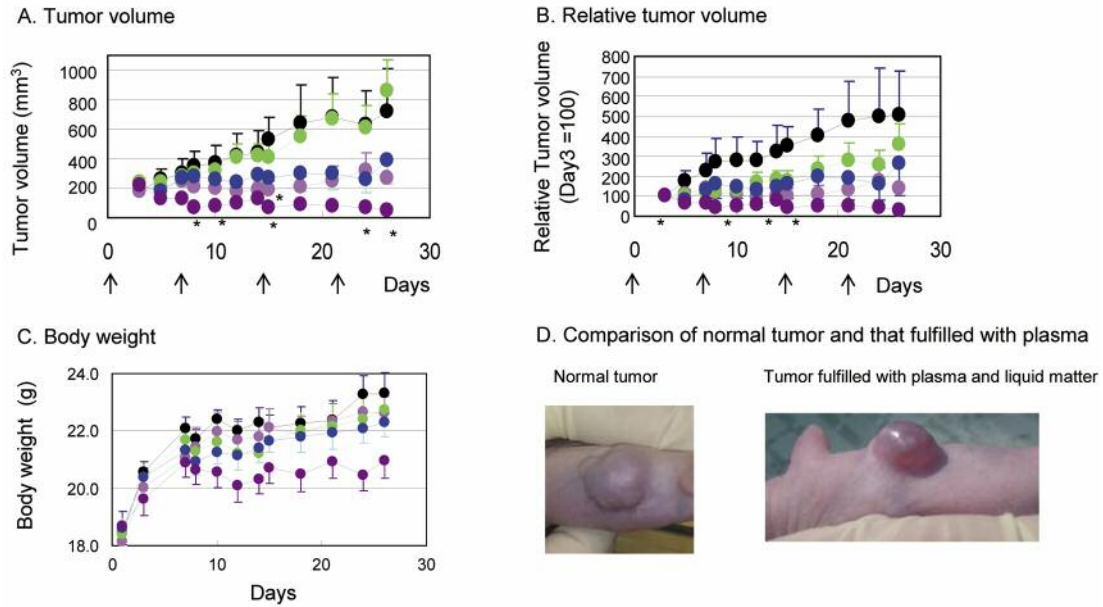 A. Tumor volume
Tumor volume (mm³)
1000
800
600
400
200
0
* * * * * *
0 10 20 30
Days
B. Relative tumor volume
Relative Tumor volume
(Day3 =100)
800
700
600
500
400
300
200
100
0
* * * *
0 10 20 30
Days
C. Body weight
Body weight (g)
24.0
22.0
20.0
18.0
0 10 20 30
Days
D. Comparison of normal tumor and that fulfilled with plasma
Normal tumor
Tumor fulfilled with plasma and liquid matter